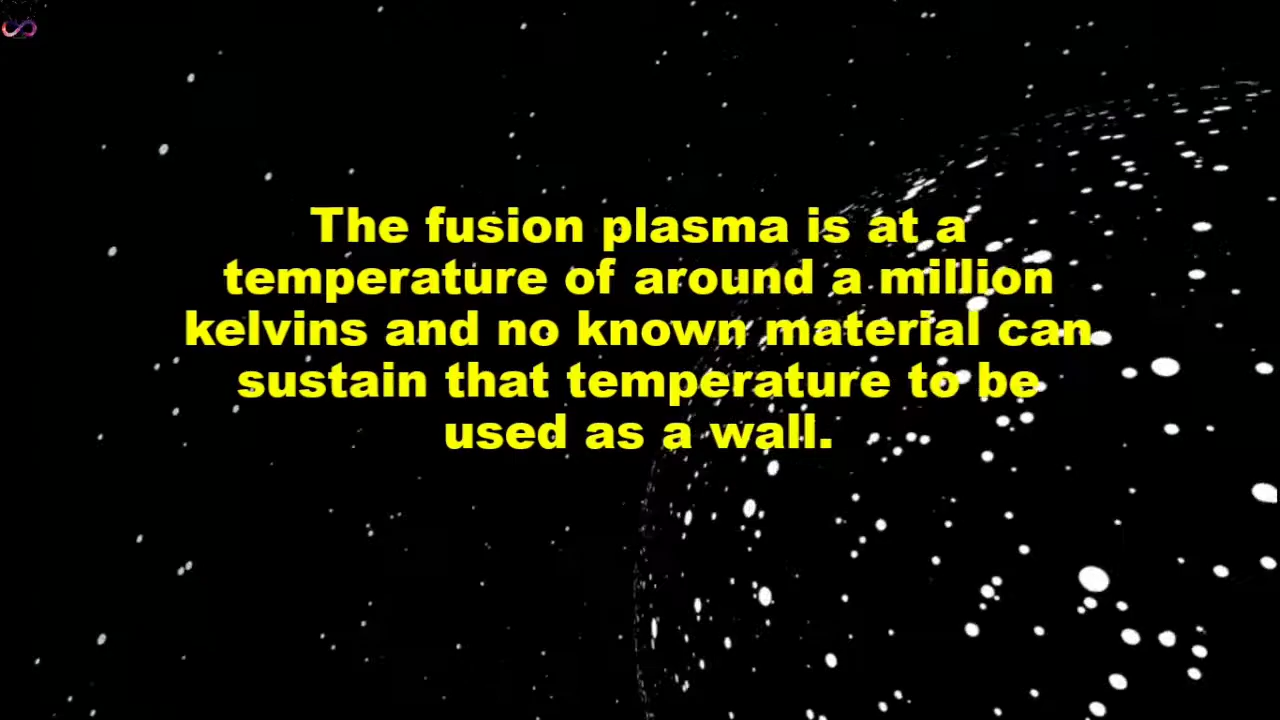 The fusion plasma is at a
temperature of around a million
kelvins and no known material can
sustain that temperature to be
used as a wall.